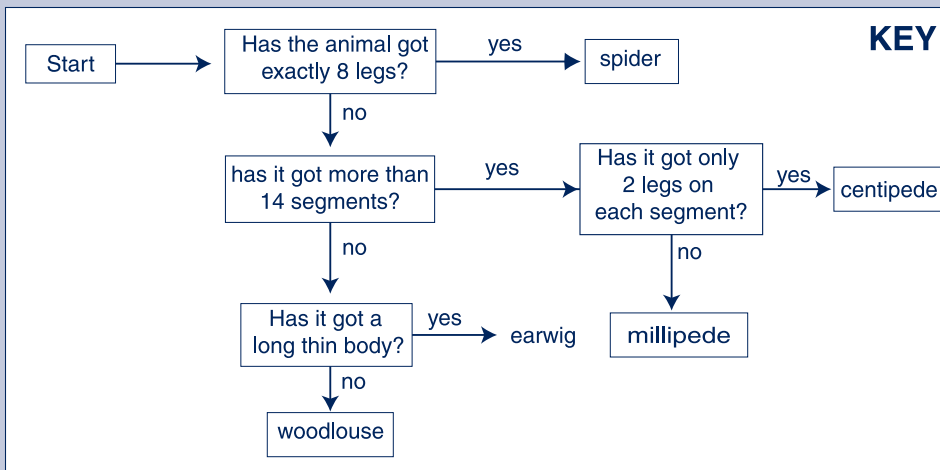 KEY
Start
Has the animal got
exactly 8 legs?
yes
spider
no
has it got more than
14 segments?
yes
Has it got only
2 legs on
each segment?
yes
centipede
no
no
millipede
Has it got a
long thin body?
yes
earwig
no
woodlouse